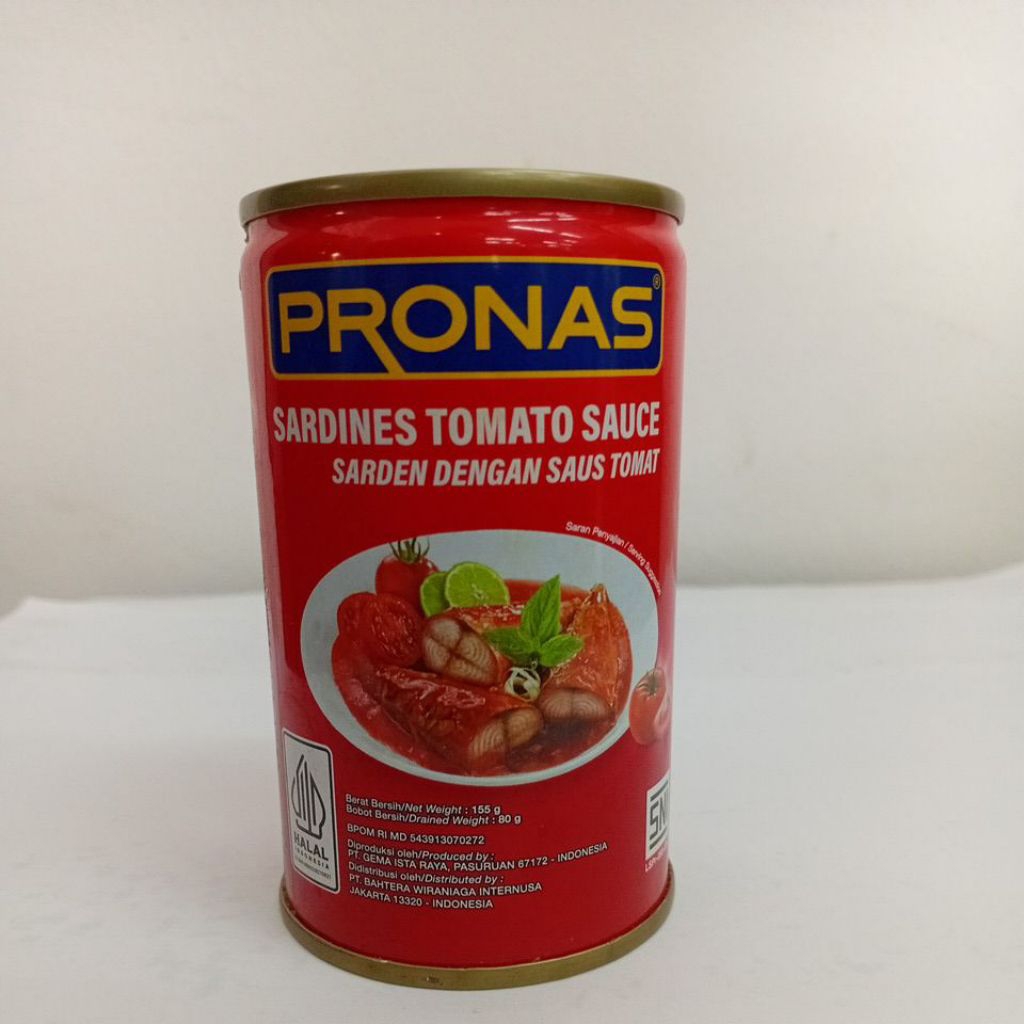 PRONAS®
SARDINES TOMATO SAUCE
SARDEN DENGAN SAUS TOMAT
Saran Penyajian / Serving Suggestion
HALAL
INDONESIA
Berat Bersih/Net Weight : 155 g
Bobot Bersih/Drained Weight : 80 g
BPOM RI MD 543913070272
Diproduksi oleh/Produced by :
PT. GEMA ISTA RAYA, PASURUAN 67172 - INDONESIA
Didistribusi oleh/Distributed by :
PT. BAHTERA WIRANIAGA INTERNUSA
JAKARTA 13320 - INDONESIA
SNI